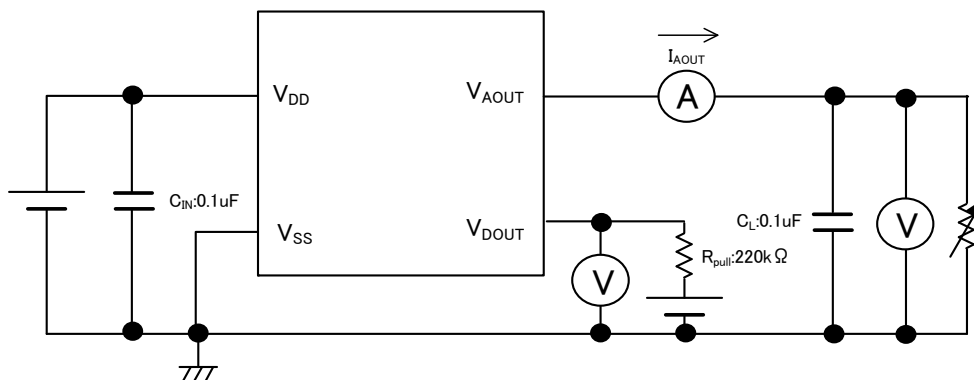 I_AOUT
V_DD
V_AOUT
A
C_IN:0.1uF
V_SS
V_DOUT
C_L:0.1uF
V
R_pull:220kΩ
V